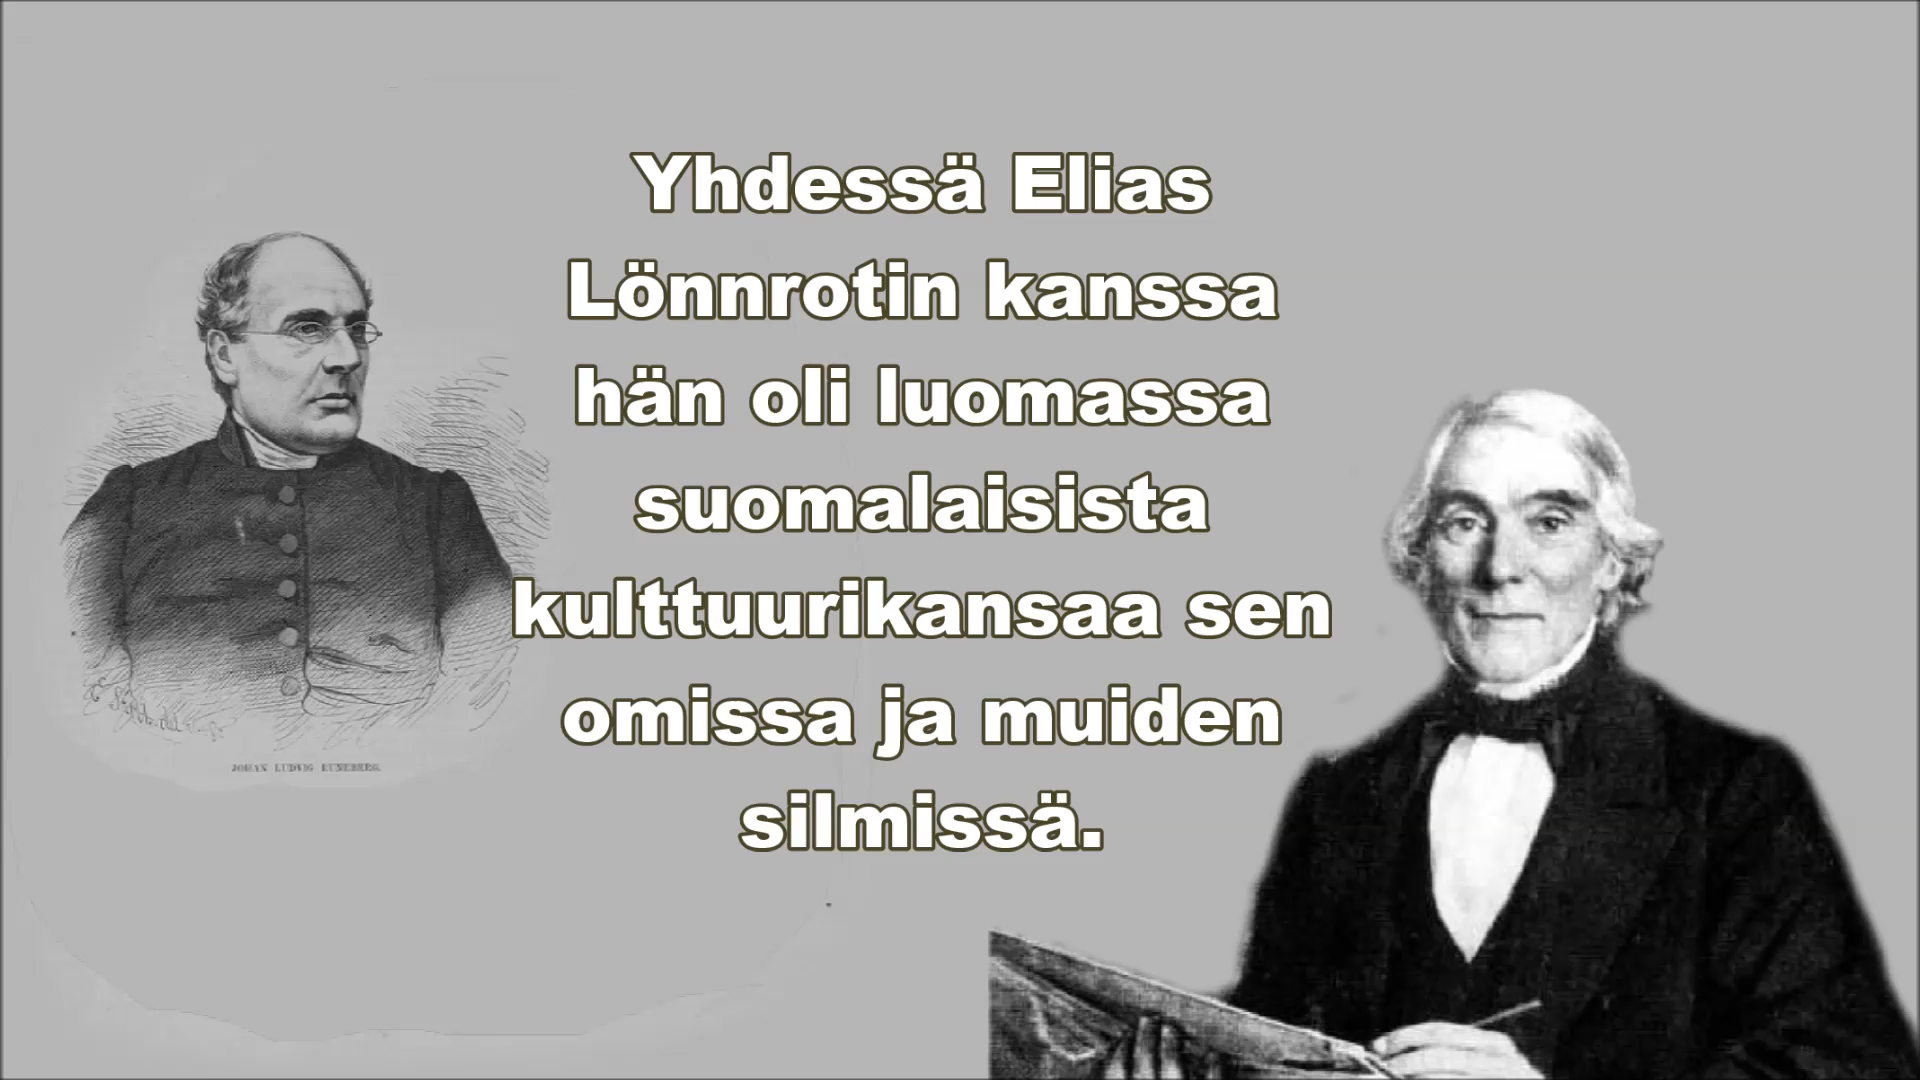 Yhdessä Elias
Lönnrotin kanssa
hän oli luomassa
suomalaisista
kulttuurikansaa sen
omissa ja muiden
silmissä.
JOHAN LUDVIG RUNEBERG.